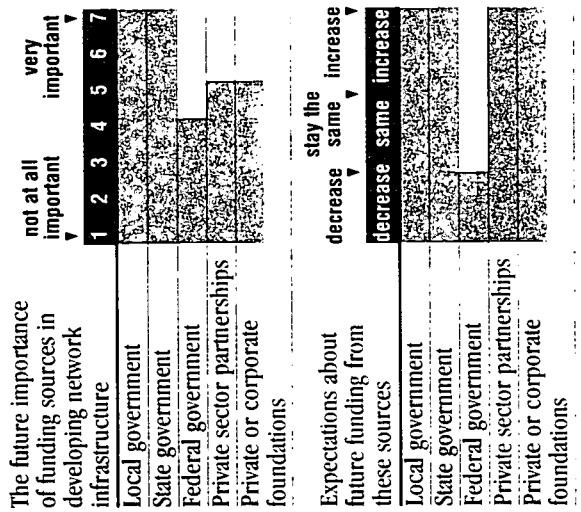 The future importance
of funding sources in
developing network
infrastructure
not at all
important
very
important
1 2 3 4 5 6 7
Local government
State government
Federal government
Private sector partnerships
Private or corporate
foundations
Expectations about
future funding from
these sources
decrease
stay the
same
increase
decrease same increase
Local government
State government
Federal government
Private sector partnerships
Private or corporate
foundations